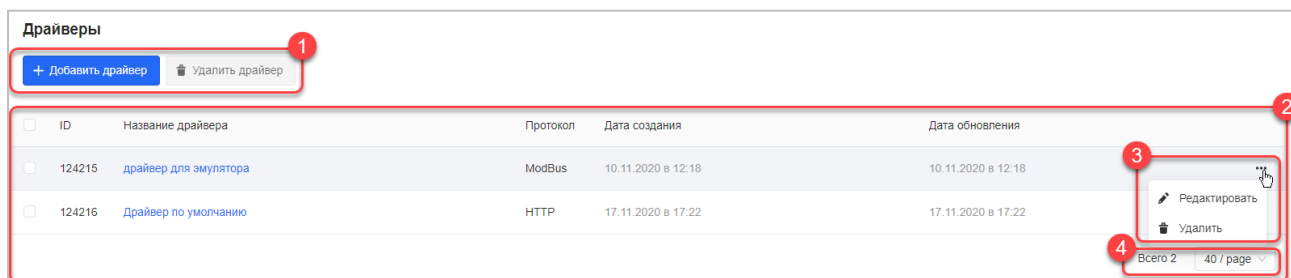 Драйверы
1
+ Добавить драйвер Удалить драйвер
2
ID Название драйвера Протокол Дата создания Дата обновления
3
124215 драйвер для эмулятора ModBus 10.11.2020 в 12:18 10.11.2020 в 12:18 ...
Редактировать
124216 Драйвер по умолчанию HTTP 17.11.2020 в 17:22 17.11.2020 в 17:22
Удалить
4
Всего 2 40 / page